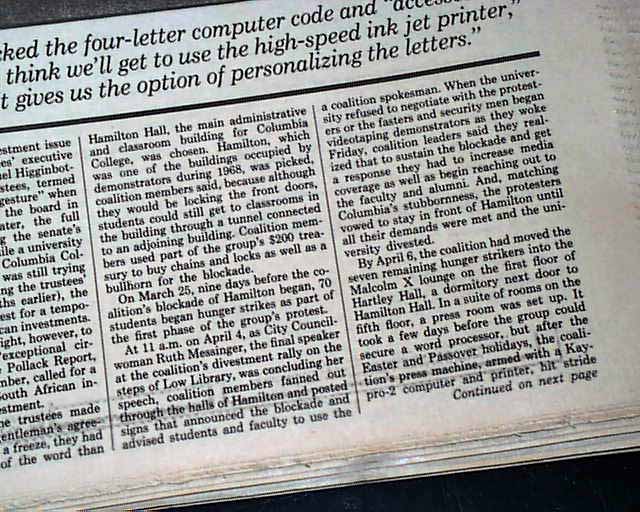 ked the four-letter computer code and "access
think we'll get to use the high-speed ink jet printer,"
t gives us the option of personalizing the letters."
stment issue
es' executive
el Higginbot-
stees, termed
gesture" when
the board in
ater, the full
g the senate's
ile a university
Columbia Col-
was still trying
ng the trustees'
ths earlier), the
est for a tempo-
can investments.
ight, however, to
exceptional cir-
Pollack Report,
mber, called for a
outh African in-
stment.
he trustees made
gentleman's agree-
a freeze, they had
of the word than
Hamilton Hall, the main administrative
and classroom building for Columbia
College, was chosen. Hamilton, which
was one of the buildings occupied by
demonstrators during 1968, was picked,
coalition members said, because although
they would be locking the front doors,
students could still get to classrooms in
the building through a tunnel connected
to an adjoining building. Coalition mem-
bers used part of the group's $200 trea-
sury to buy chains and locks as well as a
bullhorn for the blockade.
On March 25, nine days before the co-
alition's blockade of Hamilton began, 70
students began hunger strikes as part of
the first phase of the group's protest.
At 11 a.m. on April 4, as City Council-
woman Ruth Messinger, the final speaker
at the coalition's divestment rally on the
steps of Low Library, was concluding her
speech, coalition members fanned out
through the halls of Hamilton and posted
signs that announced the blockade and
advised students and faculty to use the
a coalition spokesman. When the univer-
sity refused to negotiate with the protest-
ers or the fasters and security men began
videotaping demonstrators as they woke
Friday, coalition leaders said they real-
ized that to sustain the blockade and get
a response they had to increase media
coverage as well as begin reaching out to
the faculty and alumni. And, matching
Columbia's stubbornness, the protesters
vowed to stay in front of Hamilton until
all their demands were met and the uni-
versity divested.
By April 6, the coalition had moved the
seven remaining hunger strikers into the
Malcolm X lounge on the first floor of
Hartley Hall, a dormitory next door to
Hamilton Hall. In a suite of rooms on the
fifth floor, a press room was set up. It
took a few days before the group could
secure a word processor, but after the
Easter and Passover holidays, the coali-
tion's press machine, armed with a Kay-
pro-2 computer and printer, hit stride
Continued on next page